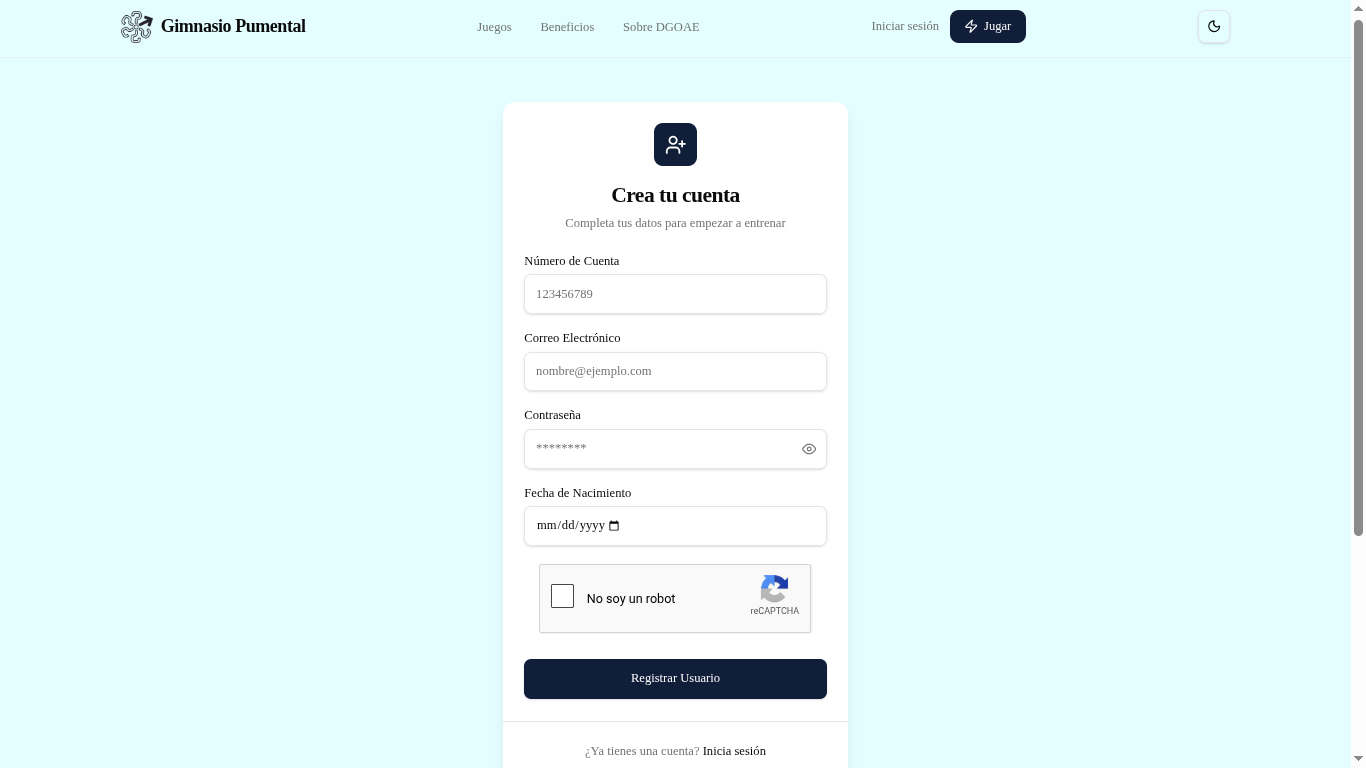 Gimnasio Pumental
Juegos
Beneficios
Sobre DGOAE
Iniciar sesión
Jugar
Crea tu cuenta
Completa tus datos para empezar a entrenar
Número de Cuenta
123456789
Correo Electrónico
nombre@ejemplo.com
Contraseña
********
Fecha de Nacimiento
mm/dd/yyyy
No soy un robot
reCAPTCHA
Registrar Usuario
¿Ya tienes una cuenta? Inicia sesión